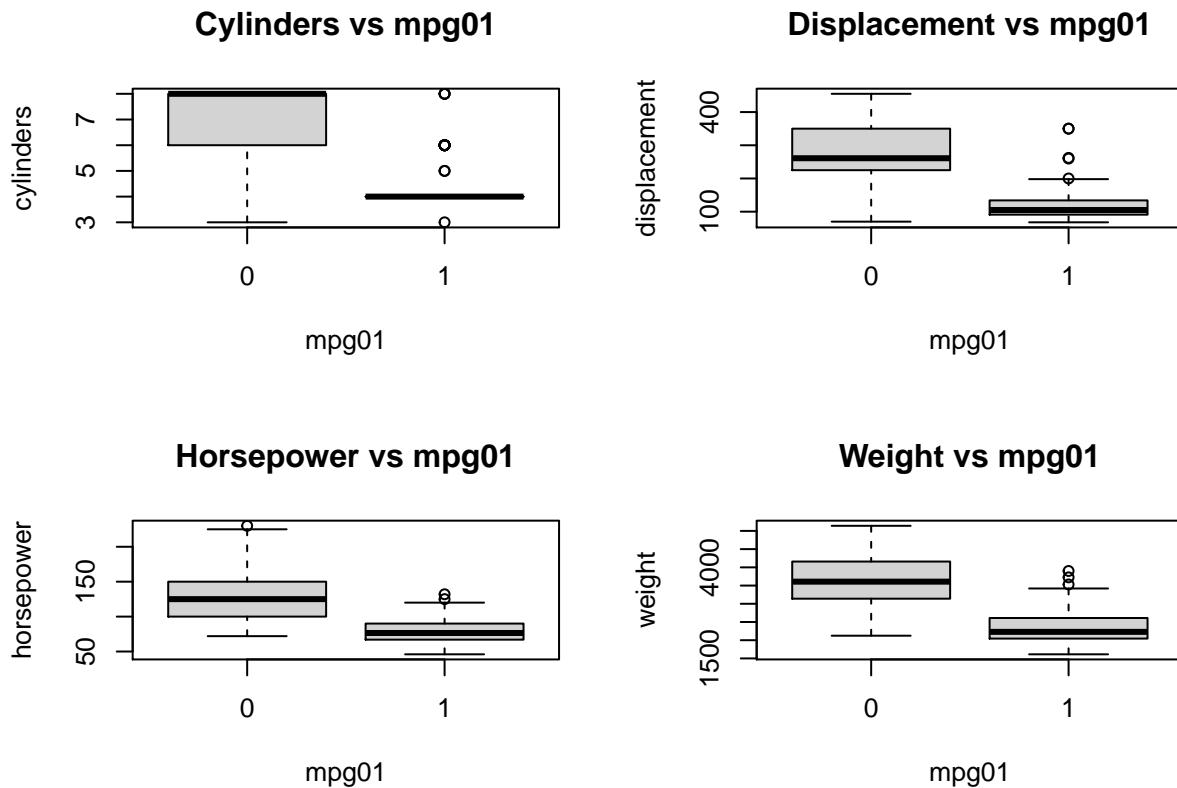 Cylinders vs mpg01
cylinders
7
5
3
0
1
mpg01
Displacement vs mpg01
displacement
400
100
0
1
mpg01
Horsepower vs mpg01
horsepower
150
50
0
1
mpg01
Weight vs mpg01
weight
4000
1500
0
1
mpg01